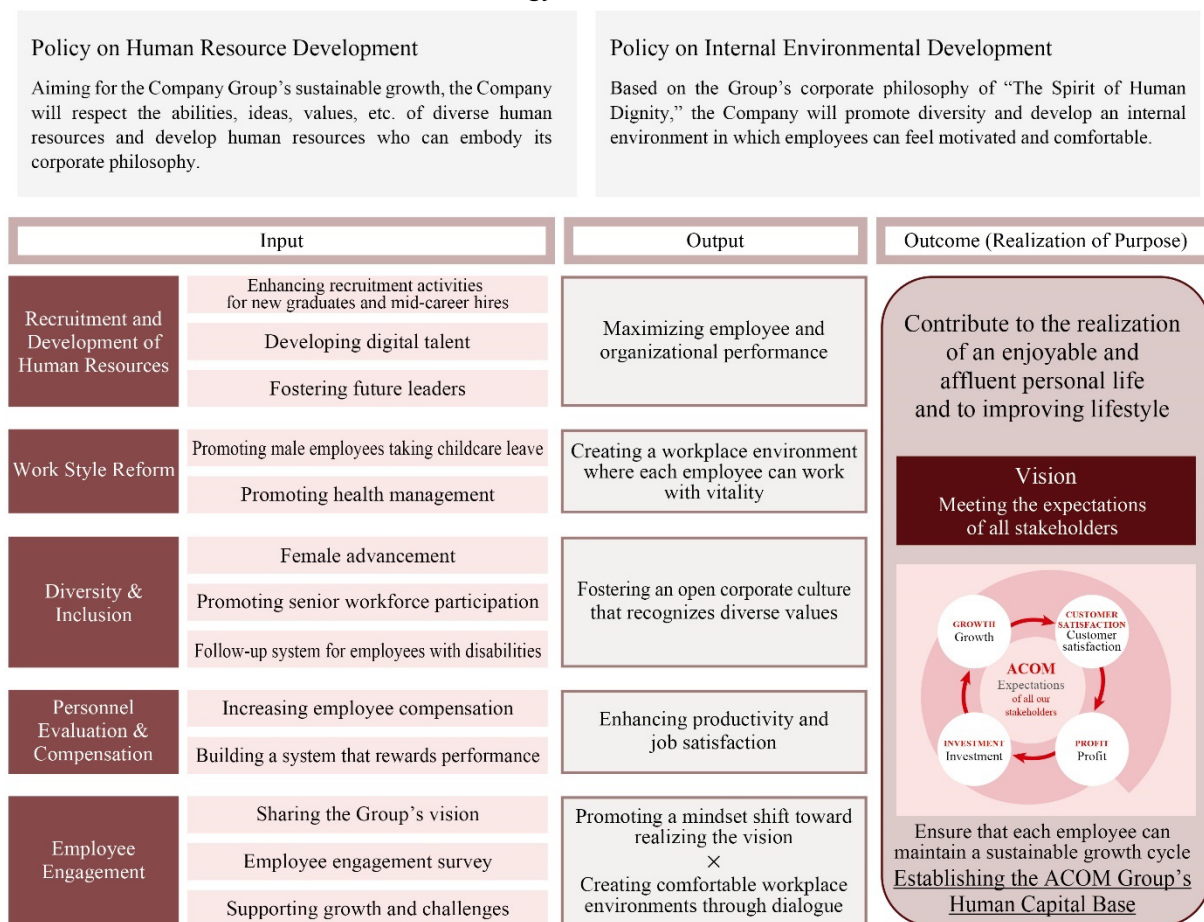 Policy on Human Resource Development
Aiming for the Company Group's sustainable growth, the Company
will respect the abilities, ideas, values, etc. of diverse human
resources and develop human resources who can embody its
corporate philosophy.
Policy on Internal Environmental Development
Based on the Group's corporate philosophy of “The Spirit of Human
Dignity,” the Company will promote diversity and develop an internal
environment in which employees can feel motivated and comfortable.
Input
Output
Outcome (Realization of Purpose)
Recruitment and
Development of
Human Resources
Enhancing recruitment activities
for new graduates and mid-career hires
Developing digital talent
Fostering future leaders
Maximizing employee and
organizational performance
Work Style Reform
Promoting male employees taking childcare leave
Promoting health management
Creating a workplace environment
where each employee can work
with vitality
Diversity &
Inclusion
Female advancement
Promoting senior workforce participation
Follow-up system for employees with disabilities
Fostering an open corporate culture
that recognizes diverse values
Personnel
Evaluation &
Compensation
Increasing employee compensation
Building a system that rewards performance
Enhancing productivity and
job satisfaction
Employee
Engagement
Sharing the Group's vision
Employee engagement survey
Supporting growth and challenges
Promoting a mindset shift toward
realizing the vision
×
Creating comfortable workplace
environments through dialogue
Contribute to the realization
of an enjoyable and
affluent personal life
and to improving lifestyle
Vision
Meeting the expectations
of all stakeholders
GROWTH
Growth
CUSTOMER
SATISFACTION
Customer
satisfaction
ACOM
Expectations
of all our
stakeholders
INVESTMENT
Investment
PROFIT
Profit
Ensure that each employee can
maintain a sustainable growth cycle
Establishing the ACOM Group's
Human Capital Base